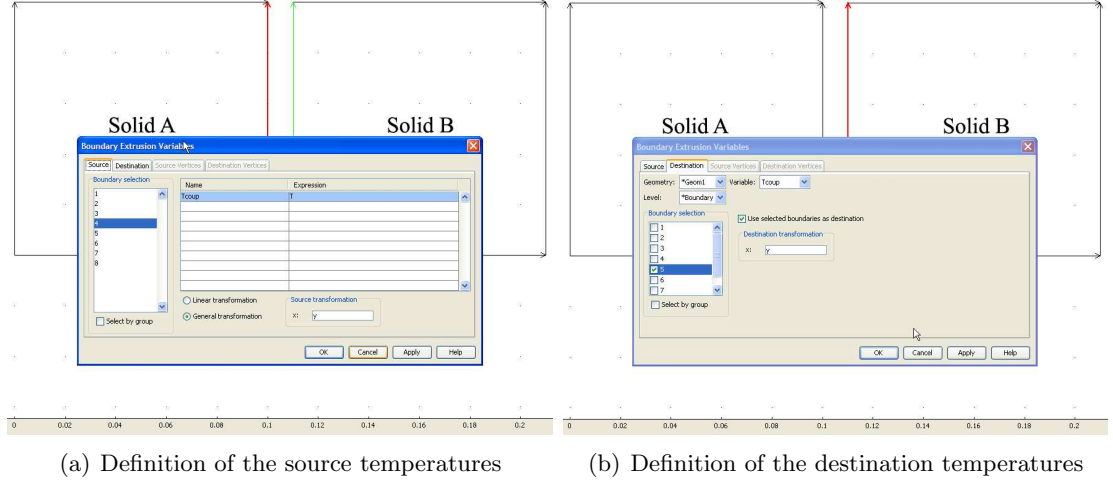 Solid A
Solid B
Boundary Extrusion Variables
Source Destination Source Vertices Destination Vertices
Boundary selection
1
2
3
4
5
6
7
8
Select by group
Name Expression
Tcoup T
Linear transformation
General transformation
Source transformation
x: y
OK Cancel Apply Help
0 0.02 0.04 0.06 0.08 0.1 0.12 0.14 0.16 0.18 0.2
(a) Definition of the source temperatures
Solid A
Solid B
Boundary Extrusion Variables
Source Destination Source Vertices Destination Vertices
Geometry: *Geom1 Variable: Tcoup
Level: *Boundary
Boundary selection
1
2
3
4
5
6
7
Select by group
Use selected boundaries as destination
Destination transformation
x: y
OK Cancel Apply Help
0 0.02 0.04 0.06 0.08 0.1 0.12 0.14 0.16 0.18 0.2
(b) Definition of the destination temperatures